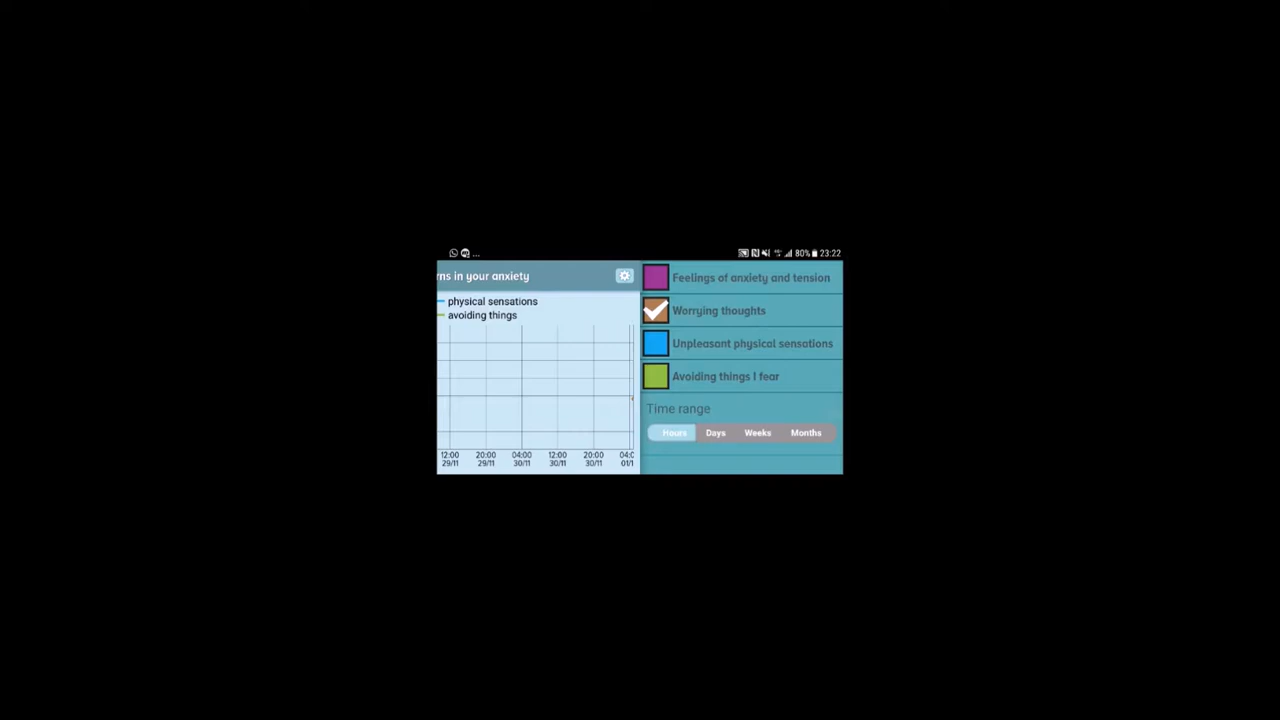 ... 80% 23:22
rns in your anxiety
physical sensations
avoiding things
12:00 20:00 04:00 12:00 20:00 04:0
29/11 29/11 30/11 30/11 30/11 01/1
Feelings of anxiety and tension
Worrying thoughts
Unpleasant physical sensations
Avoiding things I fear
Time range
Hours Days Weeks Months